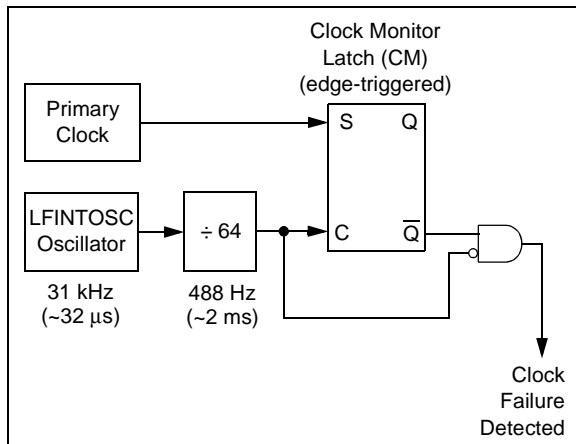 Clock Monitor
Latch (CM)
(edge-triggered)
Primary
Clock
S
Q
LFINTOSC
Oscillator
÷ 64
C
Q̅
31 kHz
(~32 μs)
488 Hz
(~2 ms)
Clock
Failure
Detected